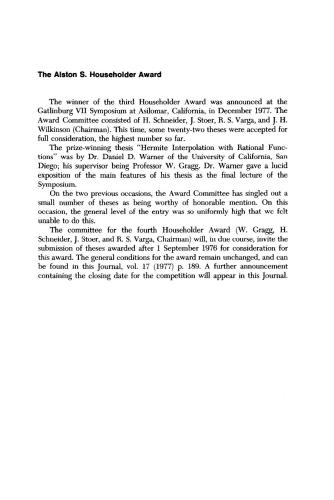 The Alston S. Householder Award
The winner of the third Householder Award was announced at the
Gatlinburg VII Symposium at Asilomar, California, in December 1977. The
Award Committee consisted of H. Schneider, J. Stoer, R. S. Varga, and J. H.
Wilkinson (Chairman). This time, some twenty-two theses were accepted for
full consideration, the highest number so far.
The prize-winning thesis "Hermite Interpolation with Rational Func-
tions" was by Dr. Daniel D. Warner of the University of California, San
Diego; his supervisor being Professor W. Gragg. Dr. Warner gave a lucid
exposition of the main features of his thesis as the final lecture of the
Symposium.
On the two previous occasions, the Award Committee has singled out a
small number of theses as being worthy of honorable mention. On this
occasion, the general level of the entry was so uniformly high that we felt
unable to do this.
The committee for the fourth Householder Award (W. Gragg, H.
Schneider, J. Stoer, and R. S. Varga, Chairman) will, in due course, invite the
submission of theses awarded after 1 September 1976 for consideration for
this award. The general conditions for the award remain unchanged, and can
be found in this Journal, vol. 17 (1977) p. 189. A further announcement
containing the closing date for the competition will appear in this Journal.